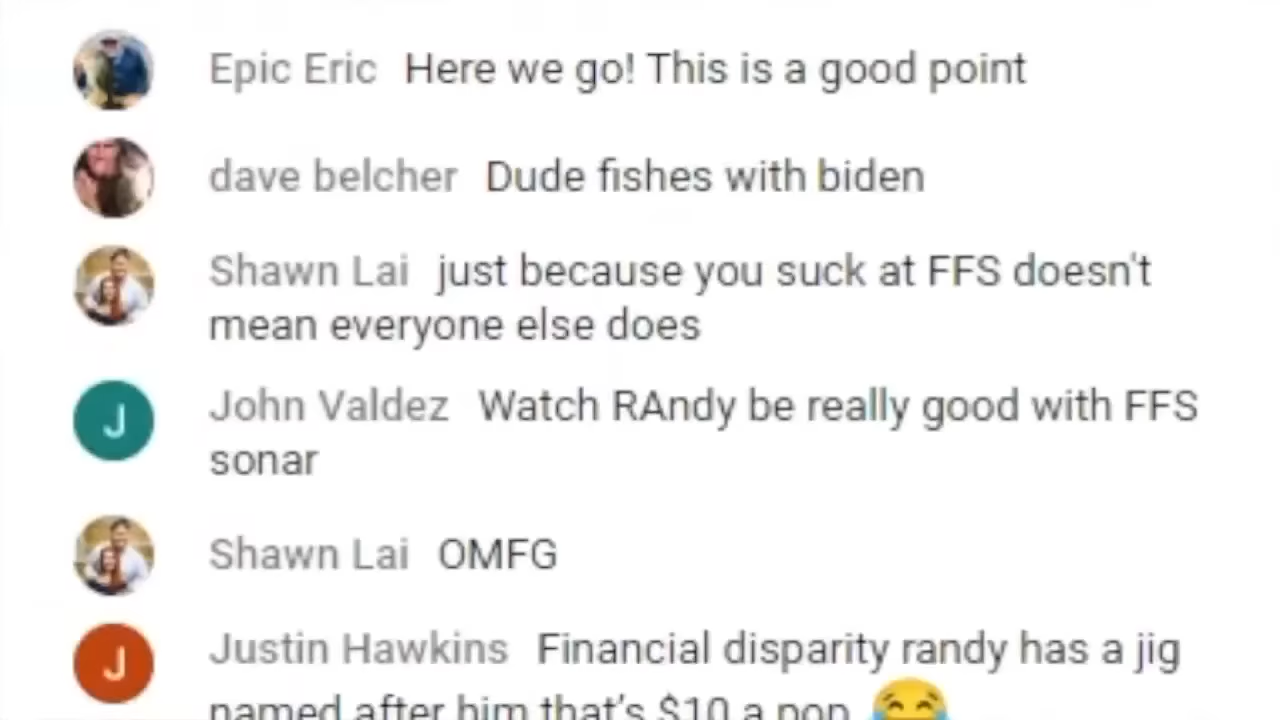 Epic Eric Here we go! This is a good point
dave belcher Dude fishes with biden
Shawn Lai just because you suck at FFS doesn't
mean everyone else does
J John Valdez Watch RAndy be really good with FFS
sonar
Shawn Lai OMFG
J Justin Hawkins Financial disparity randy has a jig
named after him that's $10 a pop 😂